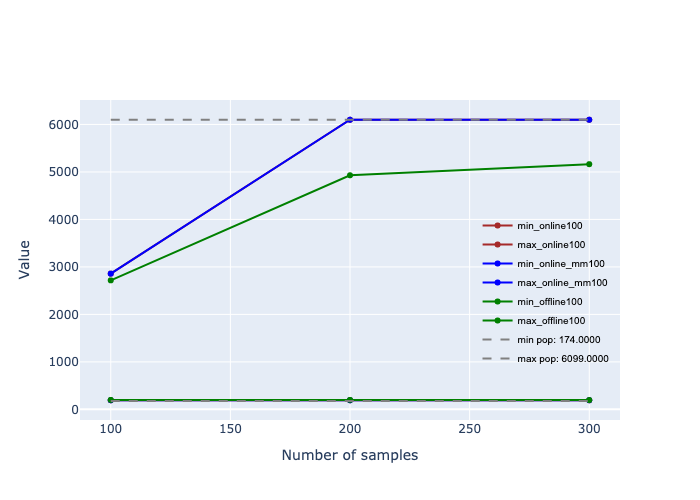 6000
5000
4000
3000
2000
1000
0
Value
min_online100
max_online100
min_online_mm100
max_online_mm100
min_offline100
max_offline100
min pop: 174.0000
max pop: 6099.0000
100
150
200
250
300
Number of samples